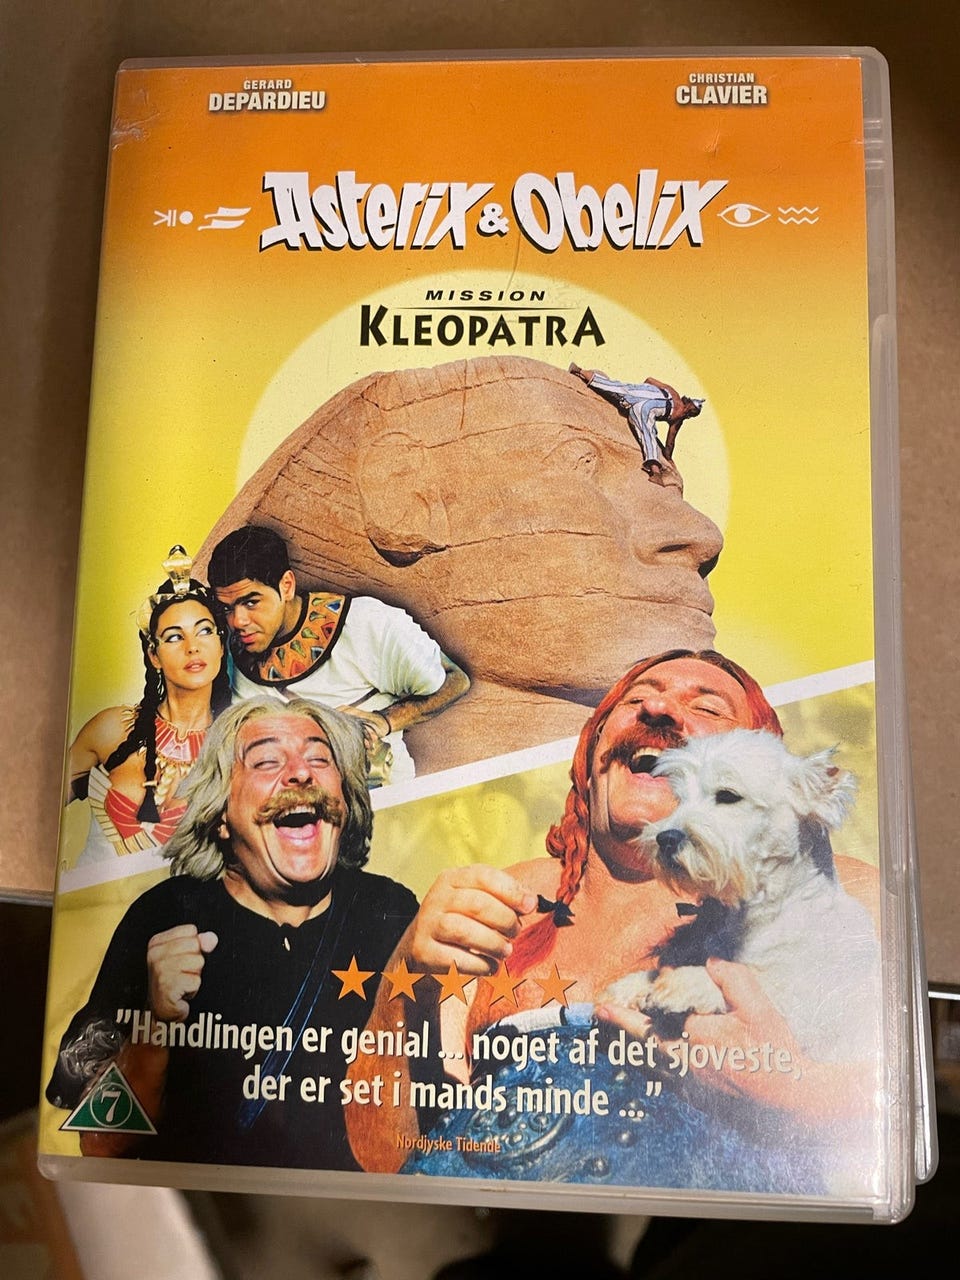 GERARD
DEPARDIEU
CHRISTIAN
CLAVIER
Asterix & Obelix
MISSION
KLEOPATRA
"Handlingen er genial ... noget af det sjoveste,
der er set i mands minde ..."
Nordjyske Tidende
7